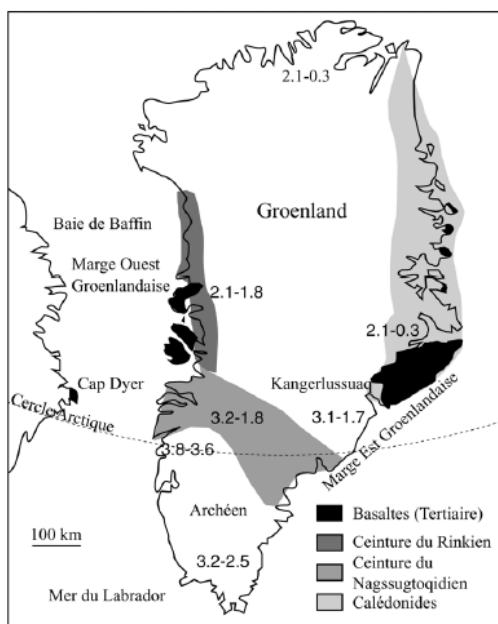 2.1-0.3
Baie de Baffin
Groenland
Marge Ouest
Groenlandaise
2.1-1.8
2.1-0.3
Cap Dyer
Kangerlussuaq
Cercle Arctique
3.2-1.8
3.1-1.7
Marge Est Groenlandaise
3.8-3.6
Archéen
100 km
3.2-2.5
Mer du Labrador
Basaltes (Tertiaire)
Ceinture du Rinkien
Ceinture du
Nagssugtoqidien
Calédonides